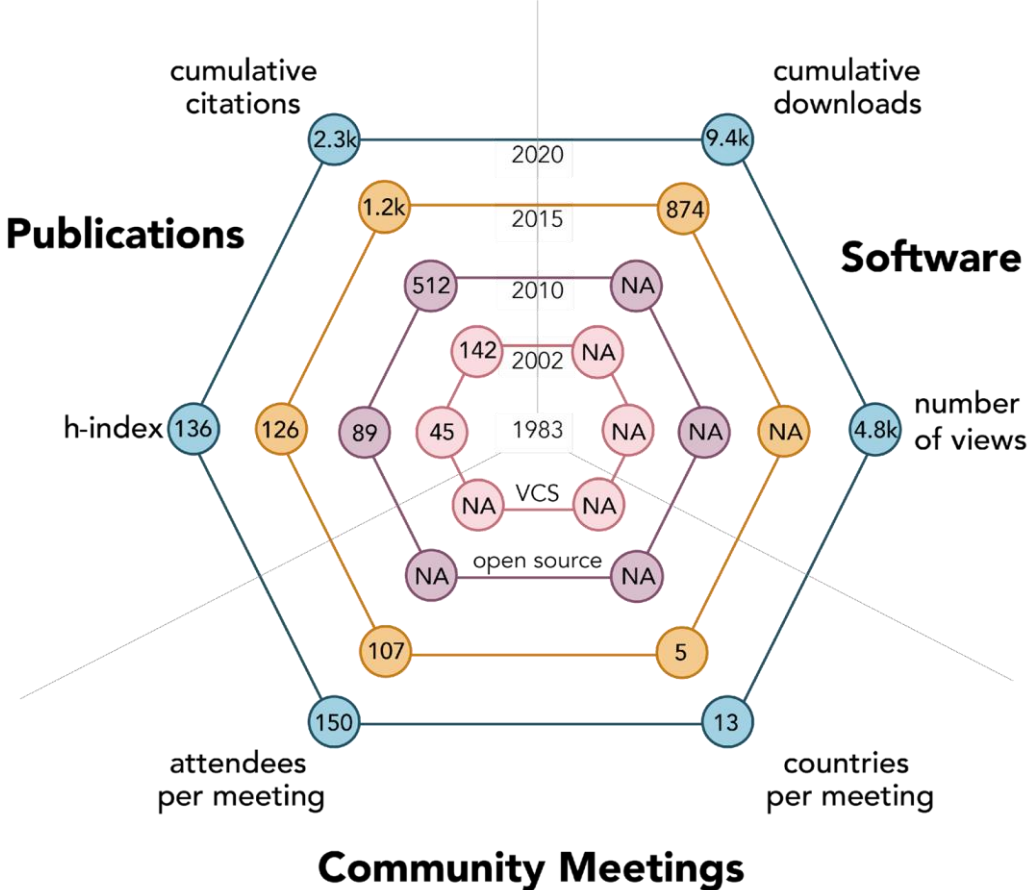 cumulative
citations
cumulative
downloads
2.3k
9.4k
2020
Publications
1.2k
874
2015
Software
512
NA
2010
142
NA
2002
h-index
136
126
89
45
1983
NA
NA
NA
4.8k
number
of views
NA
VCS
NA
NA
open source
NA
107
5
150
13
attendees
per meeting
countries
per meeting
Community Meetings